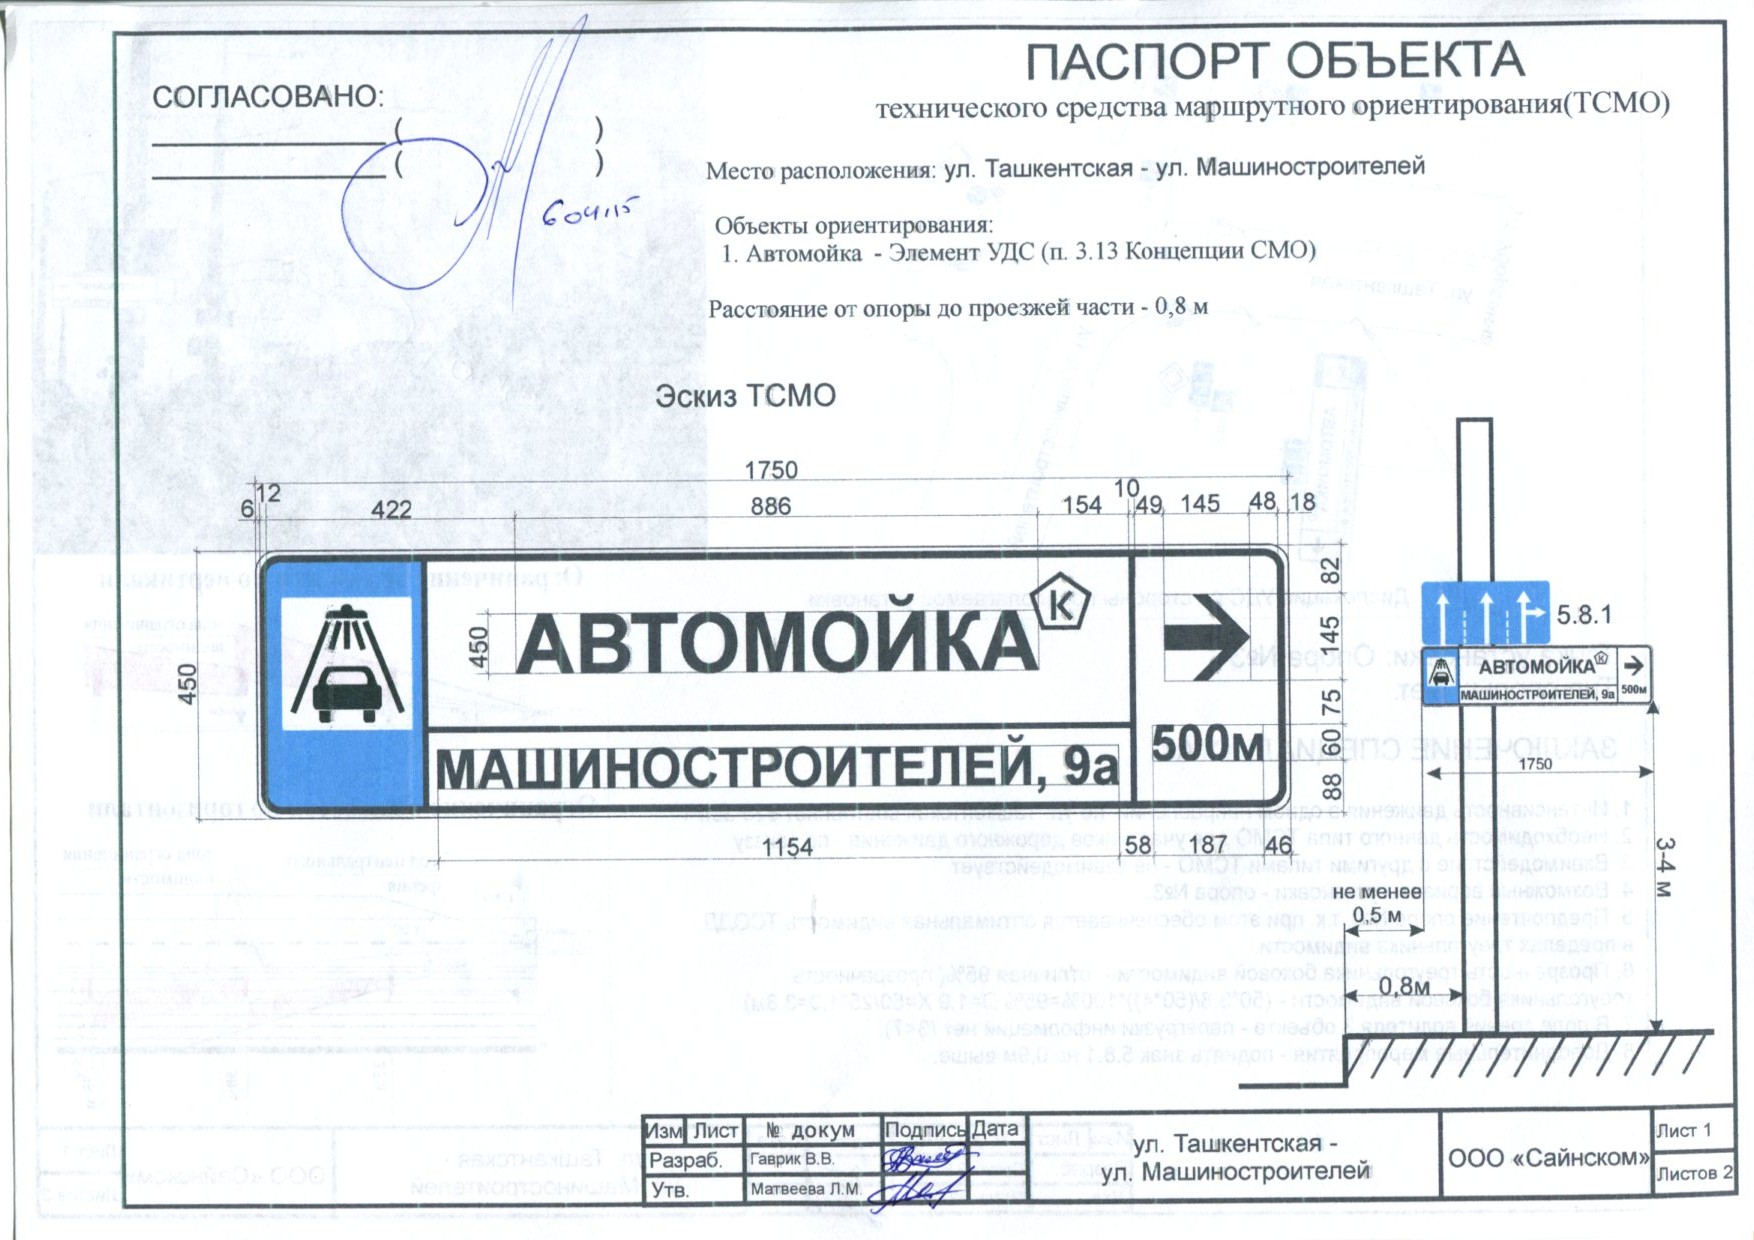 ПАСПОРТ ОБЪЕКТА
технического средства маршрутного ориентирования(ТСМО)
СОГЛАСОВАНО:
( )
( )
Место расположения: ул. Ташкентская - ул. Машиностроителей
Объекты ориентирования:
1. Автомойка - Элемент УДС (п. 3.13 Концепции СМО)
Расстояние от опоры до проезжей части - 0,8 м
Эскиз ТСМО
1750
6 12 422 886 154 10 49 145 48 18
450
450
АВТОМОЙКА К
МАШИНОСТРОИТЕЛЕЙ, 9а
500м
82
145
75
60
88
1154 58 187 46
5.8.1
АВТОМОЙКА К
МАШИНОСТРОИТЕЛЕЙ, 9а 500м
1750
3-4 м
не менее
0,5 м
0,8м
Изм Лист № докум Подпись Дата
Разраб. Гаврик В.В.
Утв. Матвеева Л.М.
ул. Ташкентская -
ул. Машиностроителей
ООО «Сайнском»
Лист 1
Листов 2